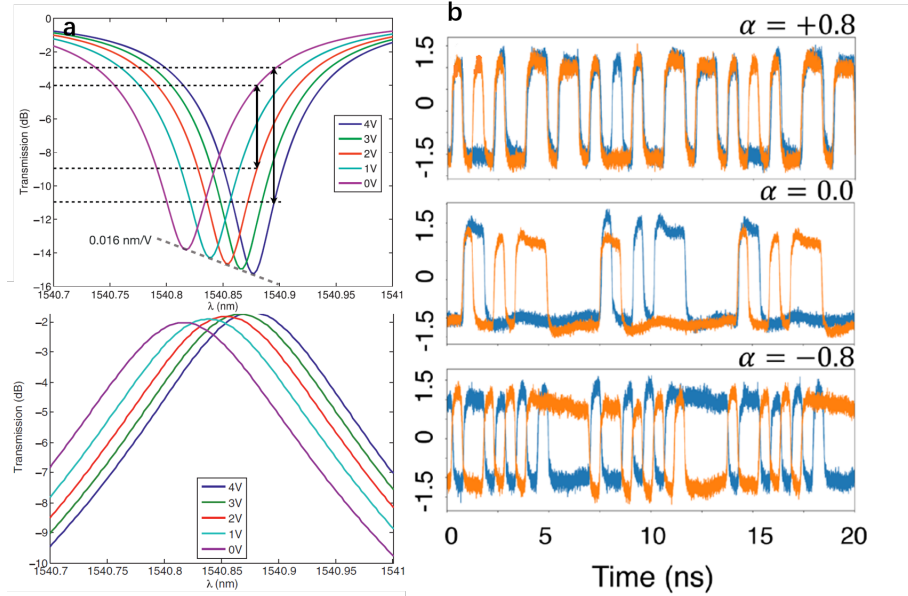 a
Transmission (dB)
0
−2
−4
−6
−8
−10
−12
−14
−16
4V
3V
2V
1V
0V
0.016 nm/V
1540.7 1540.75 1540.8 1540.85 1540.9 1540.95 1541
λ (nm)
Transmission (dB)
−2
−3
−4
−5
−6
−7
−8
−9
−10
4V
3V
2V
1V
0V
1540.7 1540.75 1540.8 1540.85 1540.9 1540.95 1541
λ (nm)
b
α = +0.8
1.5
0
-1.5
α = 0.0
1.5
0
-1.5
α = −0.8
1.5
0
-1.5
0 5 10 15 20
Time (ns)